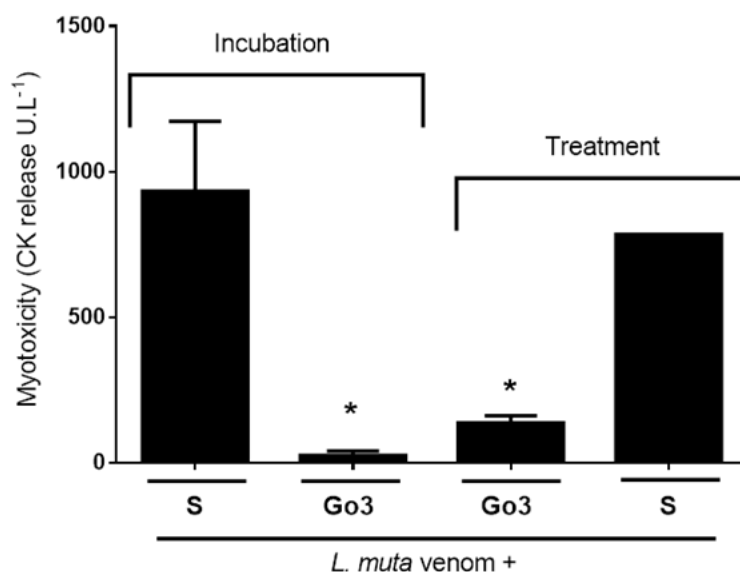 1500
Incubation
Treatment
1000
500
0
Myotoxicity (CK release U.L⁻¹)
*
*
S
Go3
Go3
S
L. muta venom +